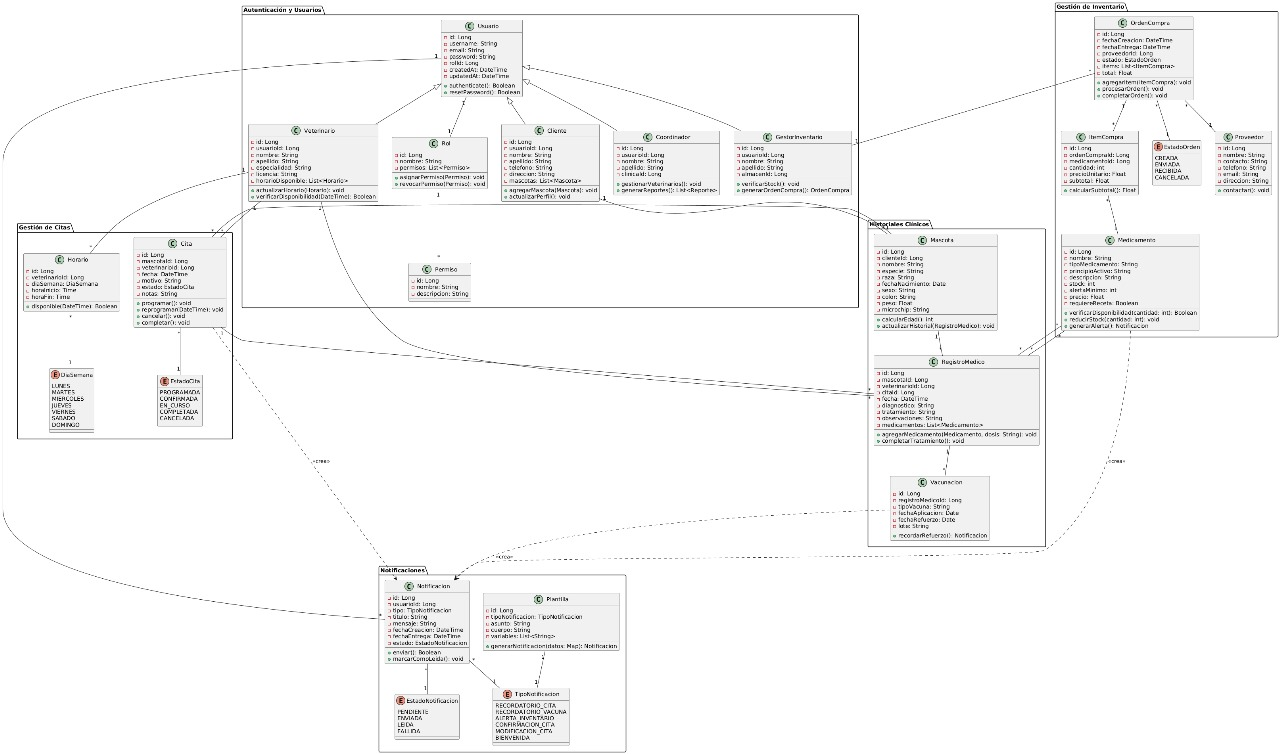 Autenticación y Usuarios
Usuario
id: Long
username: String
email: String
password: String
rolId: Long
createdAt: DateTime
updatedAt: DateTime
authenticate(): Boolean
resetPassword(): Boolean
Veterinario
id: Long
usuarioId: Long
nombre: String
apellido: String
especialidad: String
licencia: String
horarioDisponible: List<Horario>
actualizarHorario(Horario): void
verificarDisponibilidad(DateTime): Boolean
Rol
id: Long
nombre: String
permisos: List<Permiso>
asignarPermiso(Permiso): void
revocarPermiso(Permiso): void
Cliente
id: Long
usuarioId: Long
nombre: String
apellido: String
telefono: String
direccion: String
mascotas: List<Mascota>
agregarMascota(Mascota): void
actualizarPerfil(): void
Coordinador
id: Long
usuarioId: Long
nombre: String
apellido: String
clinicaId: Long
gestionarVeterinarios(): void
generarReportes(): List<Reporte>
GestorInventario
id: Long
usuarioId: Long
nombre: String
apellido: String
almacenId: Long
verificarStock(): void
generarOrdenCompra(): OrdenCompra
Permiso
id: Long
nombre: String
descripcion: String
Gestión de Inventario
OrdenCompra
id: Long
fechaCreacion: DateTime
fechaEntrega: DateTime
proveedorId: Long
estado: EstadoOrden
items: List<ItemCompra>
total: Float
agregarItem(ItemCompra): void
procesarOrden(): void
completarOrden(): void
ItemCompra
id: Long
ordenCompraId: Long
medicamentoId: Long
cantidad: int
precioUnitario: Float
subtotal: Float
calcularSubtotal(): Float
EstadoOrden
CREADA
ENVIADA
RECIBIDA
CANCELADA
Proveedor
id: Long
nombre: String
contacto: String
telefono: String
email: String
direccion: String
contactar(): void
Medicamento
id: Long
nombre: String
tipoMedicamento: String
principioActivo: String
descripcion: String
stock: int
alertaMinimo: int
precio: Float
requiereReceta: Boolean
verificarDisponibilidad(cantidad: int): Boolean
reducirStock(cantidad: int): void
generarAlerta(): Notificacion
Gestión de Citas
Horario
id: Long
veterinarioId: Long
diaSemana: DiaSemana
horaInicio: Time
horaFin: Time
disponible(DateTime): Boolean
Cita
id: Long
mascotaId: Long
veterinarioId: Long
fecha: DateTime
motivo: String
estado: EstadoCita
notas: String
programar(): void
reprogramar(DateTime): void
cancelar(): void
completar(): void
DiaSemana
LUNES
MARTES
MIERCOLES
JUEVES
VIERNES
SABADO
DOMINGO
EstadoCita
PROGRAMADA
CONFIRMADA
EN_CURSO
COMPLETADA
CANCELADA
Historiales Clínicos
Mascota
id: Long
clienteId: Long
nombre: String
especie: String
raza: String
fechaNacimiento: Date
sexo: String
color: String
peso: Float
microchip: String
calcularEdad(): int
actualizarHistorial(RegistroMedico): void
RegistroMedico
id: Long
mascotaId: Long
veterinarioId: Long
citaId: Long
fecha: DateTime
diagnostico: String
tratamiento: String
observaciones: String
medicamentos: List<Medicamento>
agregarMedicamento(Medicamento, dosis: String): void
completarTratamiento(): void
Vacunacion
id: Long
registroMedicoId: Long
tipoVacuna: String
fechaAplicacion: Date
fechaRefuerzo: Date
lote: String
recordarRefuerzo(): Notificacion
«crea»
«crea»
«crea»
Notificaciones
Notificacion
id: Long
usuarioId: Long
tipo: TipoNotificacion
titulo: String
mensaje: String
fechaCreacion: DateTime
fechaEntrega: DateTime
estado: EstadoNotificacion
enviar(): Boolean
marcarComoLeida(): void
Plantilla
id: Long
tipoNotificacion: TipoNotificacion
asunto: String
cuerpo: String
variables: List<String>
generarNotificacion(datos: Map): Notificacion
EstadoNotificacion
PENDIENTE
ENVIADA
LEIDA
FALLIDA
TipoNotificacion
RECORDATORIO_CITA
RECORDATORIO_VACUNA
ALERTA_INVENTARIO
CONFIRMACION_CITA
MODIFICACION_CITA
BIENVENIDA